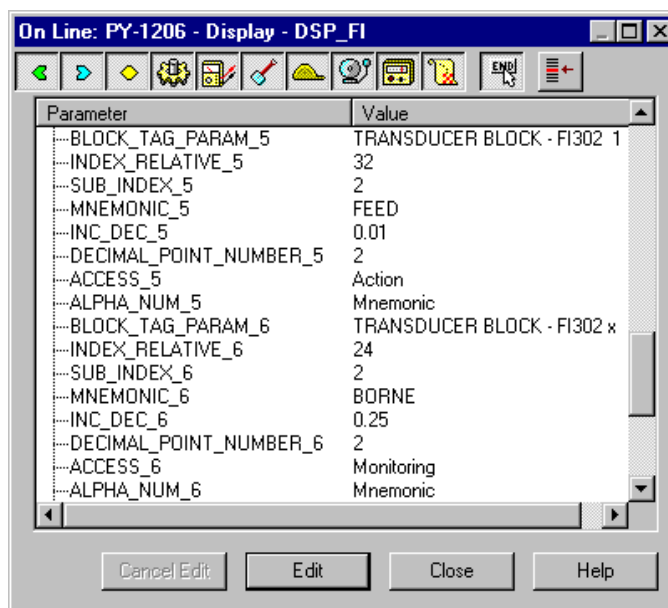 On Line: PY-1206 - Display - DSP_FI
END
Parameter Value
BLOCK_TAG_PARAM_5 TRANSDUCER BLOCK - FI302 1
INDEX_RELATIVE_5 32
SUB_INDEX_5 2
MNEMONIC_5 FEED
INC_DEC_5 0.01
DECIMAL_POINT_NUMBER_5 2
ACCESS_5 Action
ALPHA_NUM_5 Mnemonic
BLOCK_TAG_PARAM_6 TRANSDUCER BLOCK - FI302 x
INDEX_RELATIVE_6 24
SUB_INDEX_6 2
MNEMONIC_6 BORNE
INC_DEC_6 0.25
DECIMAL_POINT_NUMBER_6 2
ACCESS_6 Monitoring
ALPHA_NUM_6 Mnemonic
Cancel Edit Edit Close Help